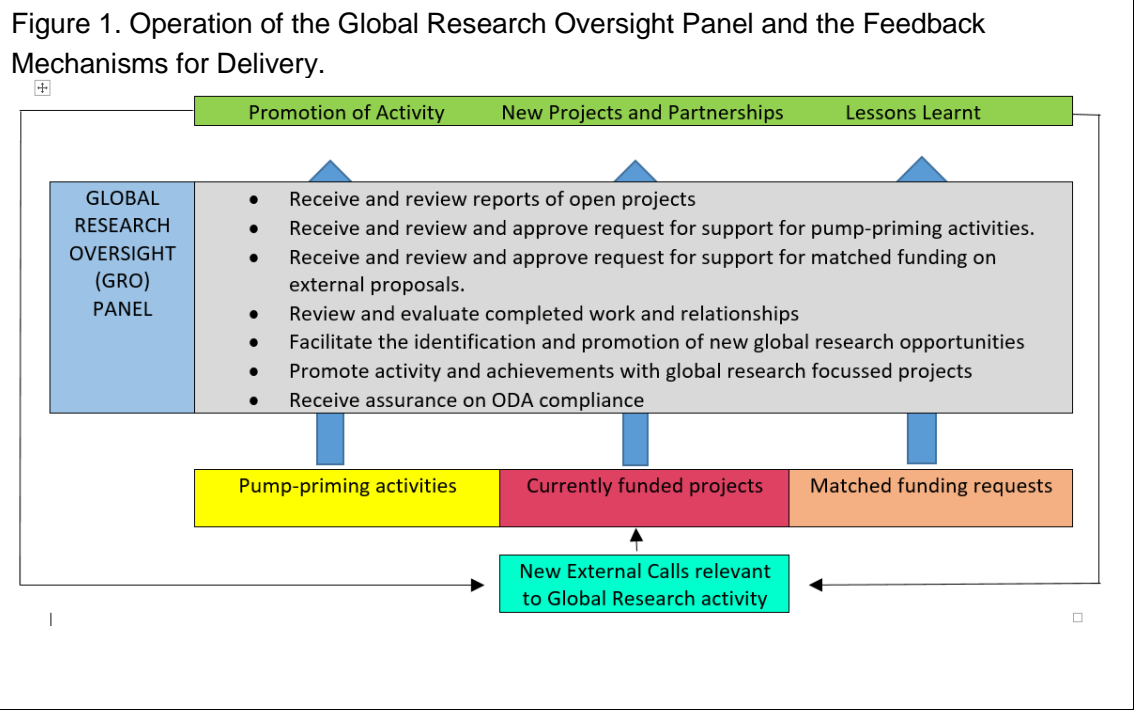 Figure 1. Operation of the Global Research Oversight Panel and the Feedback
Mechanisms for Delivery.
Promotion of Activity New Projects and Partnerships Lessons Learnt
GLOBAL
RESEARCH
OVERSIGHT
(GRO)
PANEL
● Receive and review reports of open projects
● Receive and review and approve request for support for pump-priming activities.
● Receive and review and approve request for support for matched funding on
external proposals.
● Review and evaluate completed work and relationships
● Facilitate the identification and promotion of new global research opportunities
● Promote activity and achievements with global research focussed projects
● Receive assurance on ODA compliance
Pump-priming activities Currently funded projects Matched funding requests
New External Calls relevant
to Global Research activity